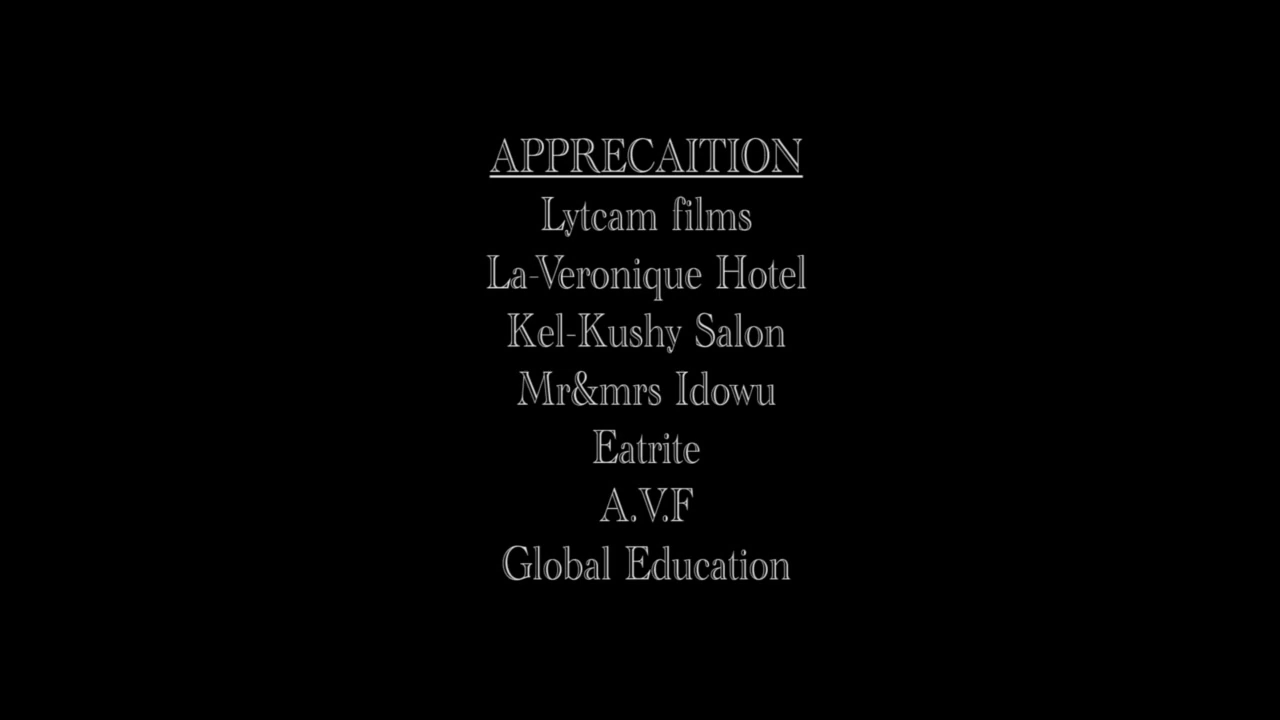 APPRECAITION
Lytcam films
La-Veronique Hotel
Kel-Kushy Salon
Mr&mrs Idowu
Eatrite
A.V.F
Global Education